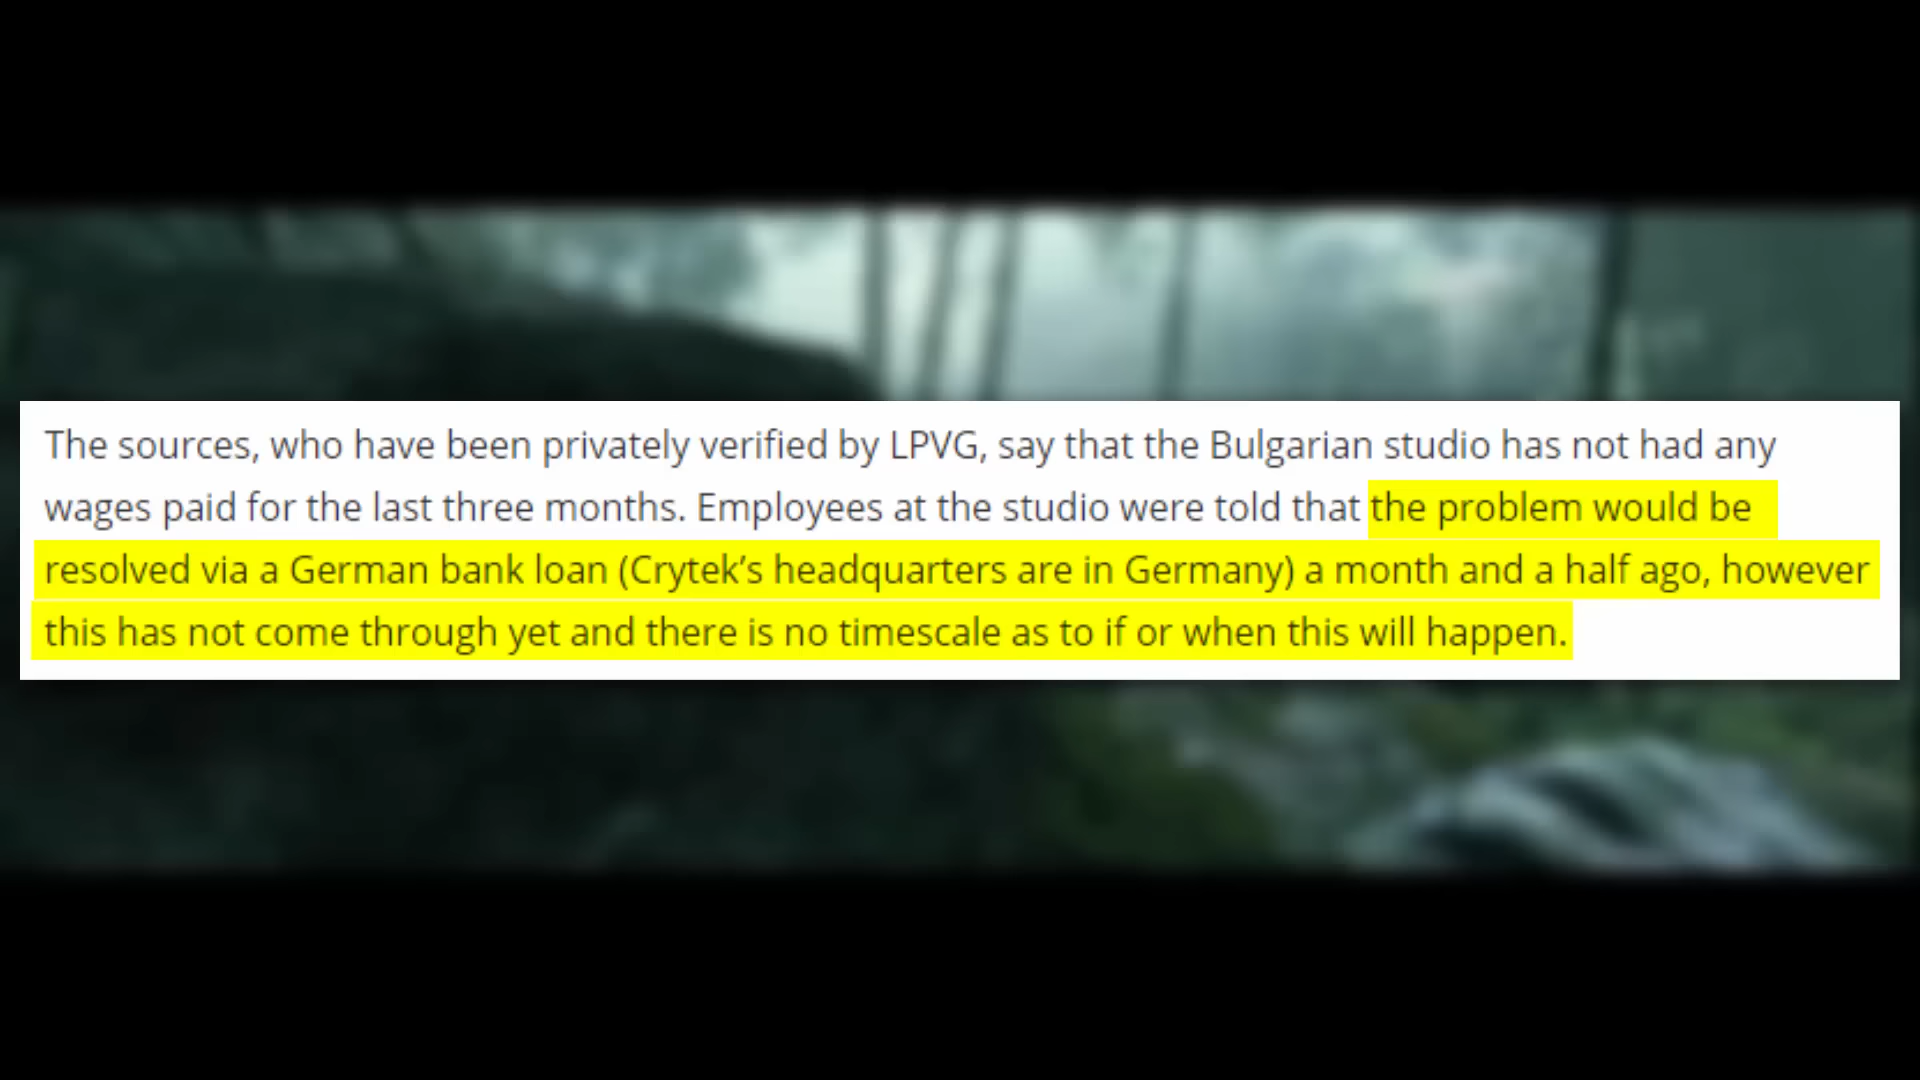 The sources, who have been privately verified by LPVG, say that the Bulgarian studio has not had any
wages paid for the last three months. Employees at the studio were told that the problem would be
resolved via a German bank loan (Crytek’s headquarters are in Germany) a month and a half ago, however
this has not come through yet and there is no timescale as to if or when this will happen.